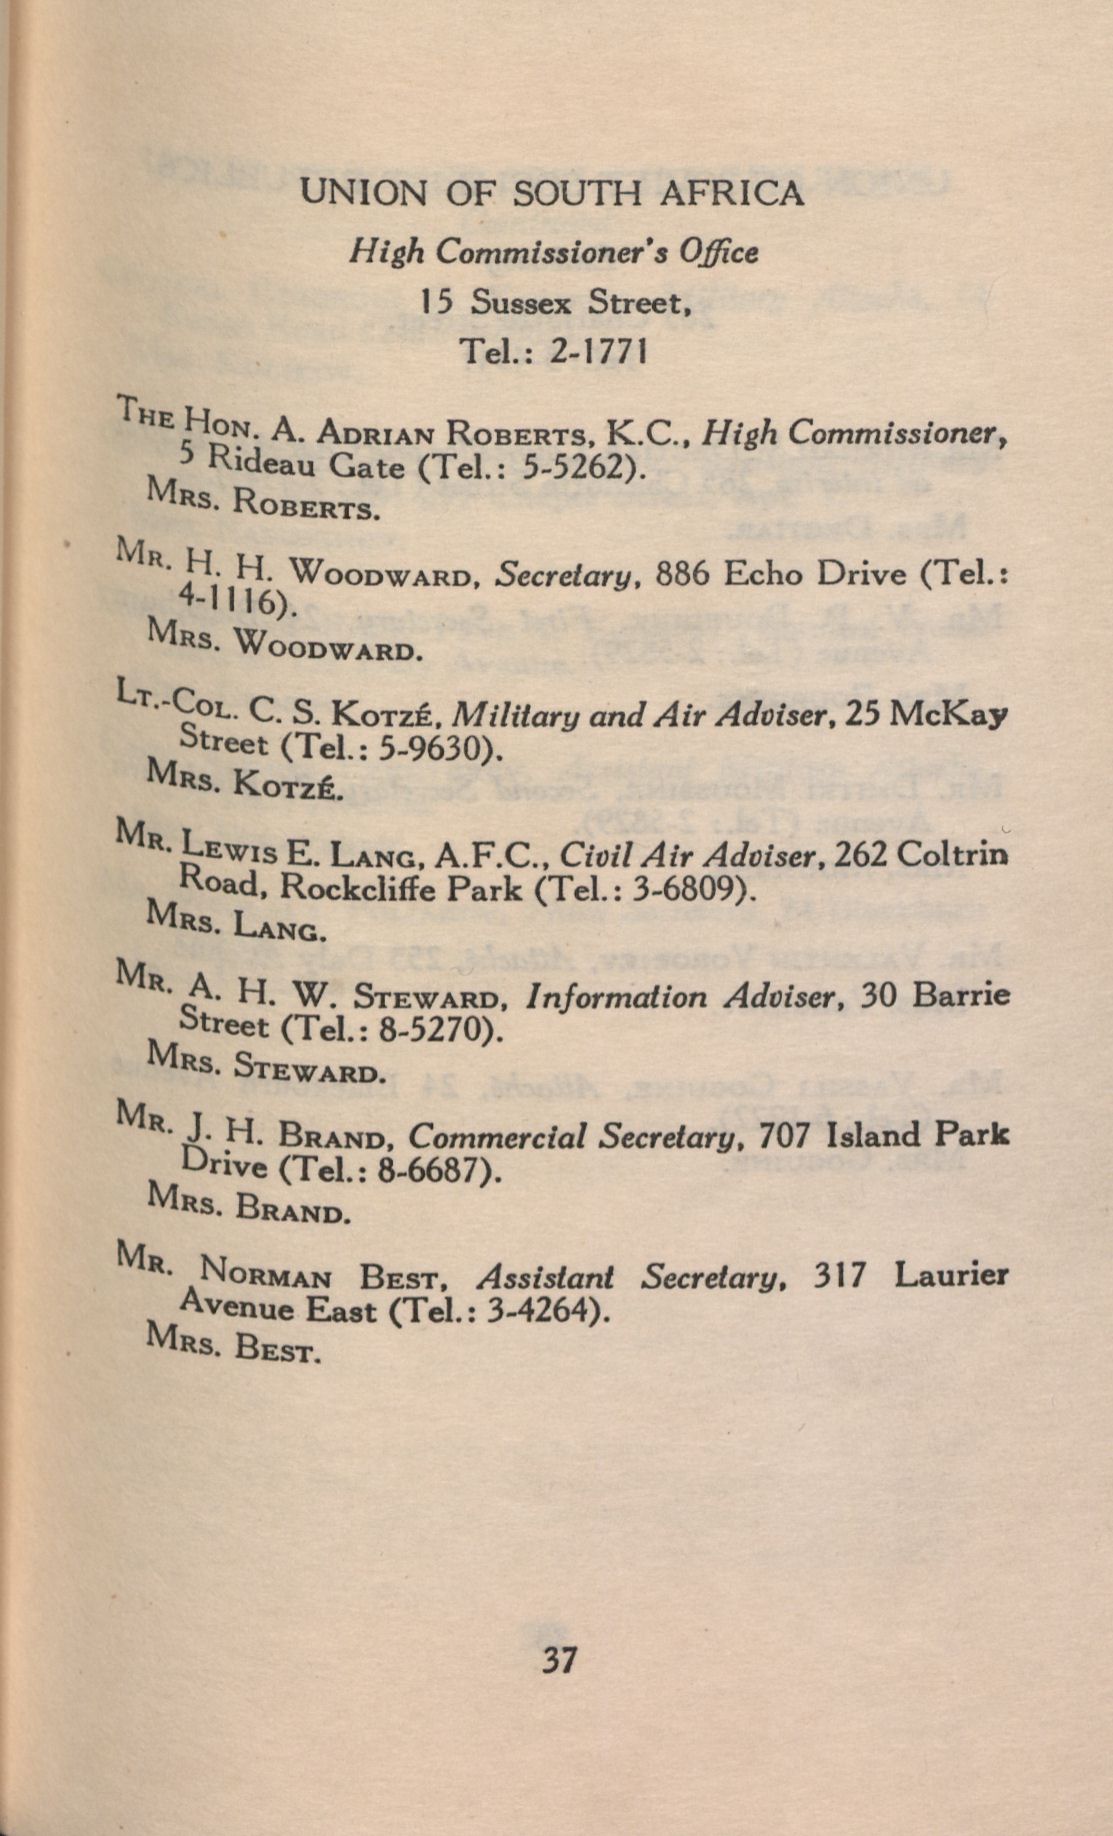 UNION OF SOUTH AFRICA
High Commissioner's Office
15 Sussex Street,
Tel.: 2-1771
THE HON. A. ADRIAN ROBERTS, K.C., High Commissioner,
5 Rideau Gate (Tel.: 5-5262).
MRS. ROBERTS.
MR. H. H. WOODWARD, Secretary, 886 Echo Drive (Tel.:
4-1116).
MRS. WOODWARD.
LT.-COL. C. S. KOTZÉ, Military and Air Adviser, 25 McKay
Street (Tel.: 5-9630).
MRS. KOTZÉ.
MR. LEWIS E. LANG, A.F.C., Civil Air Adviser, 262 Coltrin
Road, Rockcliffe Park (Tel.: 3-6809).
MRS. LANG.
MR. A. H. W. STEWARD, Information Adviser, 30 Barrie
Street (Tel.: 8-5270).
MRS. STEWARD.
MR. J. H. BRAND, Commercial Secretary, 707 Island Park
Drive (Tel.: 8-6687).
MRS. BRAND.
MR. NORMAN BEST, Assistant Secretary, 317 Laurier
Avenue East (Tel.: 3-4264).
MRS. BEST.
37